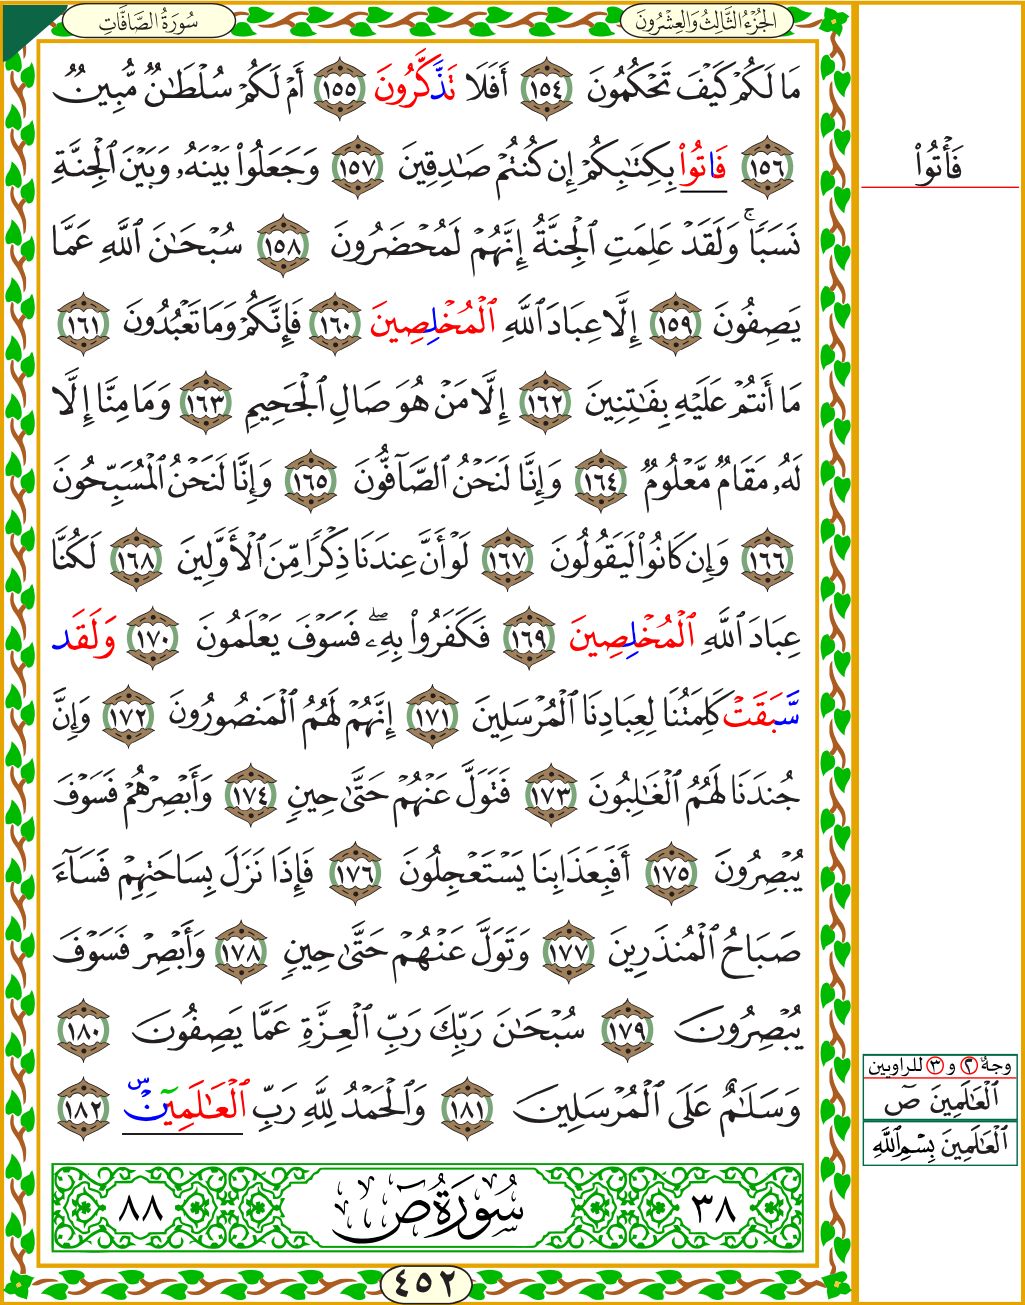 سُورَةُ الصَّافَّاتِ
الجُزْءُ الثَّالِثُ وَالعِشْرُونَ
مَا لَكُمْ كَيْفَ تَحْكُمُونَ ١٥٤ أَفَلَا تَذَّكَّرُونَ ١٥٥ أَمْ لَكُمْ سُلْطَـٰنٌ مُّبِينٌ
١٥٦ فَاتُوا۟ بِكِتَـٰبِكُمْ إِن كُنتُمْ صَـٰدِقِينَ ١٥٧ وَجَعَلُوا۟ بَيْنَهُۥ وَبَيْنَ ٱلْجِنَّةِ
نَسَبًاۚ وَلَقَدْ عَلِمَتِ ٱلْجِنَّةُ إِنَّهُمْ لَمُحْضَرُونَ ١٥٨ سُبْحَـٰنَ ٱللَّهِ عَمَّا
يَصِفُونَ ١٥٩ إِلَّا عِبَادَ ٱللَّهِ ٱلْمُخْلِصِينَ ١٦٠ فَإِنَّكُمْ وَمَا تَعْبُدُونَ ١٦١
مَا أَنتُمْ عَلَيْهِ بِفَـٰتِنِينَ ١٦٢ إِلَّا مَنْ هُوَ صَالِ ٱلْجَحِيمِ ١٦٣ وَمَا مِنَّا إِلَّا
لَهُۥ مَقَامٌ مَّعْلُومٌ ١٦٤ وَإِنَّا لَنَحْنُ ٱلصَّآفُّونَ ١٦٥ وَإِنَّا لَنَحْنُ ٱلْمُسَبِّحُونَ
١٦٦ وَإِن كَانُوا۟ لَيَقُولُونَ ١٦٧ لَوْ أَنَّ عِندَنَا ذِكْرًا مِّنَ ٱلْأَوَّلِينَ ١٦٨ لَكُنَّا
عِبَادَ ٱللَّهِ ٱلْمُخْلِصِينَ ١٦٩ فَكَفَرُوا۟ بِهِۦۖ فَسَوْفَ يَعْلَمُونَ ١٧٠ وَلَقَد
سَّبَقَتْ كَلِمَتُنَا لِعِبَادِنَا ٱلْمُرْسَلِينَ ١٧١ إِنَّهُمْ لَهُمُ ٱلْمَنصُورُونَ ١٧٢ وَإِنَّ
جُندَنَا لَهُمُ ٱلْغَـٰلِبُونَ ١٧٣ فَتَوَلَّ عَنْهُمْ حَتَّىٰ حِينٍ ١٧٤ وَأَبْصِرْهُمْ فَسَوْفَ
يُبْصِرُونَ ١٧٥ أَفَبِعَذَابِنَا يَسْتَعْجِلُونَ ١٧٦ فَإِذَا نَزَلَ بِسَاحَتِهِمْ فَسَآءَ
صَبَاحُ ٱلْمُنذَرِينَ ١٧٧ وَتَوَلَّ عَنْهُمْ حَتَّىٰ حِينٍ ١٧٨ وَأَبْصِرْ فَسَوْفَ
يُبْصِرُونَ ١٧٩ سُبْحَـٰنَ رَبِّكَ رَبِّ ٱلْعِزَّةِ عَمَّا يَصِفُونَ ١٨٠
وَسَلَـٰمٌ عَلَى ٱلْمُرْسَلِينَ ١٨١ وَٱلْحَمْدُ لِلَّهِ رَبِّ ٱلْعَـٰلَمِينَ ۜ ١٨٢
٣٨ سُورَةُ صٓ ٨٨
٤٥٢
فَأْتُوا۟
وجهٌ ٢ و ٣ للراويين
ٱلْعَـٰلَمِينَ صٓ
ٱلْعَـٰلَمِينَ بِسْمِ ٱللَّهِ